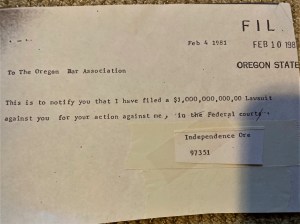 FIL
Feb 4 1981
FEB 10 198
OREGON STATE
To The Oregon Bar Association
This is to notify you that I have filed a $1,000,000,000,00 Lawsuit
against you for your action against me, in the Federal courts
Independence Ore
97351